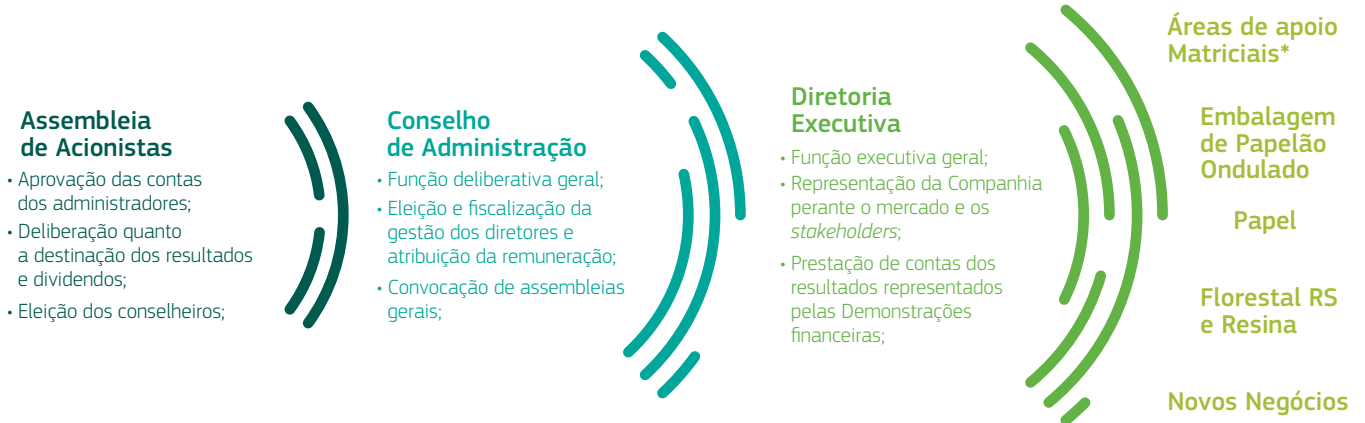 Assembleia
de Acionistas
• Aprovação das contas
dos administradores;
• Deliberação quanto
a destinação dos resultados
e dividendos;
• Eleição dos conselheiros;
Conselho
de Administração
• Função deliberativa geral;
• Eleição e fiscalização da
gestão dos diretores e
atribuição da remuneração;
• Convocação de assembleias
gerais;
Diretoria
Executiva
• Função executiva geral;
• Representação da Companhia
perante o mercado e os
stakeholders;
• Prestação de contas dos
resultados representados
pelas Demonstrações
financeiras;
Áreas de apoio
Matriciais*
Embalagem
de Papelão
Ondulado
Papel
Florestal RS
e Resina
Novos Negócios